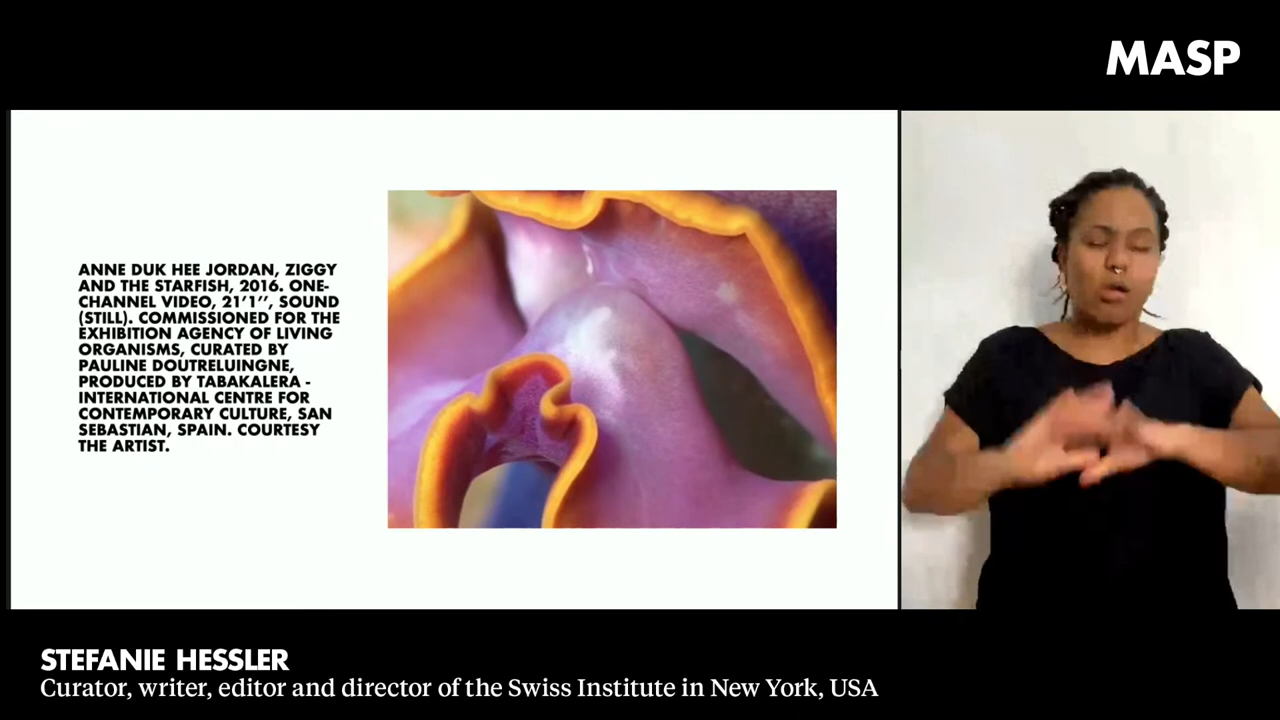 MASP
ANNE DUK HEE JORDAN, ZIGGY
AND THE STARFISH, 2016. ONE-
CHANNEL VIDEO, 21'1'', SOUND
(STILL). COMMISSIONED FOR THE
EXHIBITION AGENCY OF LIVING
ORGANISMS, CURATED BY
PAULINE DOUTRELUINGNE,
PRODUCED BY TABAKALERA -
INTERNATIONAL CENTRE FOR
CONTEMPORARY CULTURE, SAN
SEBASTIAN, SPAIN. COURTESY
THE ARTIST.
STEFANIE HESSLER
Curator, writer, editor and director of the Swiss Institute in New York, USA